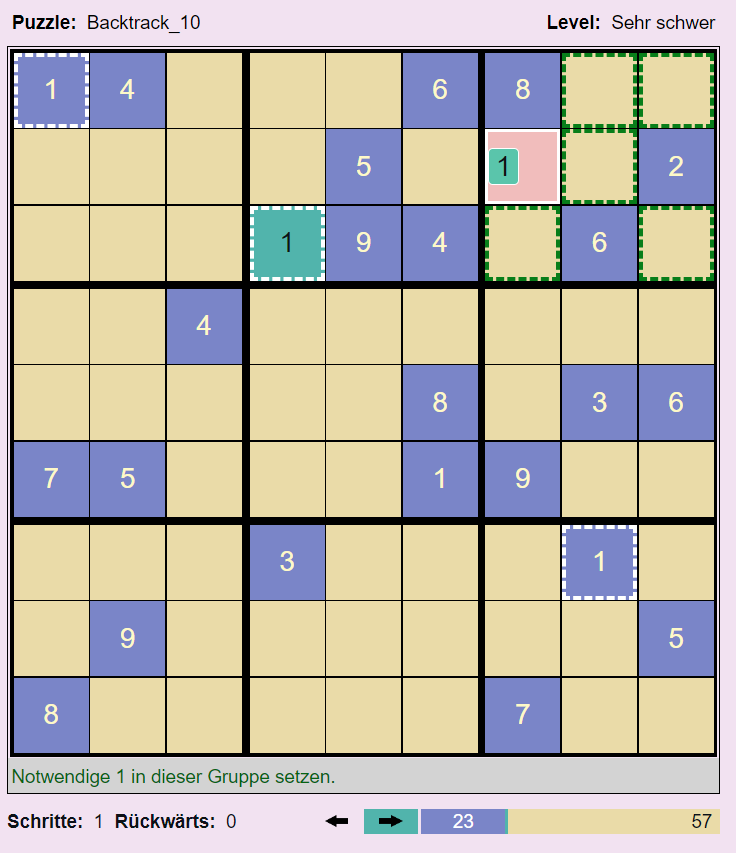 Puzzle: Backtrack_10 Level: Sehr schwer
1 4 6 8
5 1 2
1 9 4 6
4
8 3 6
7 5 1 9
3 1
9 5
8 7
Notwendige 1 in dieser Gruppe setzen.
Schritte: 1 Rückwärts: 0 23 57